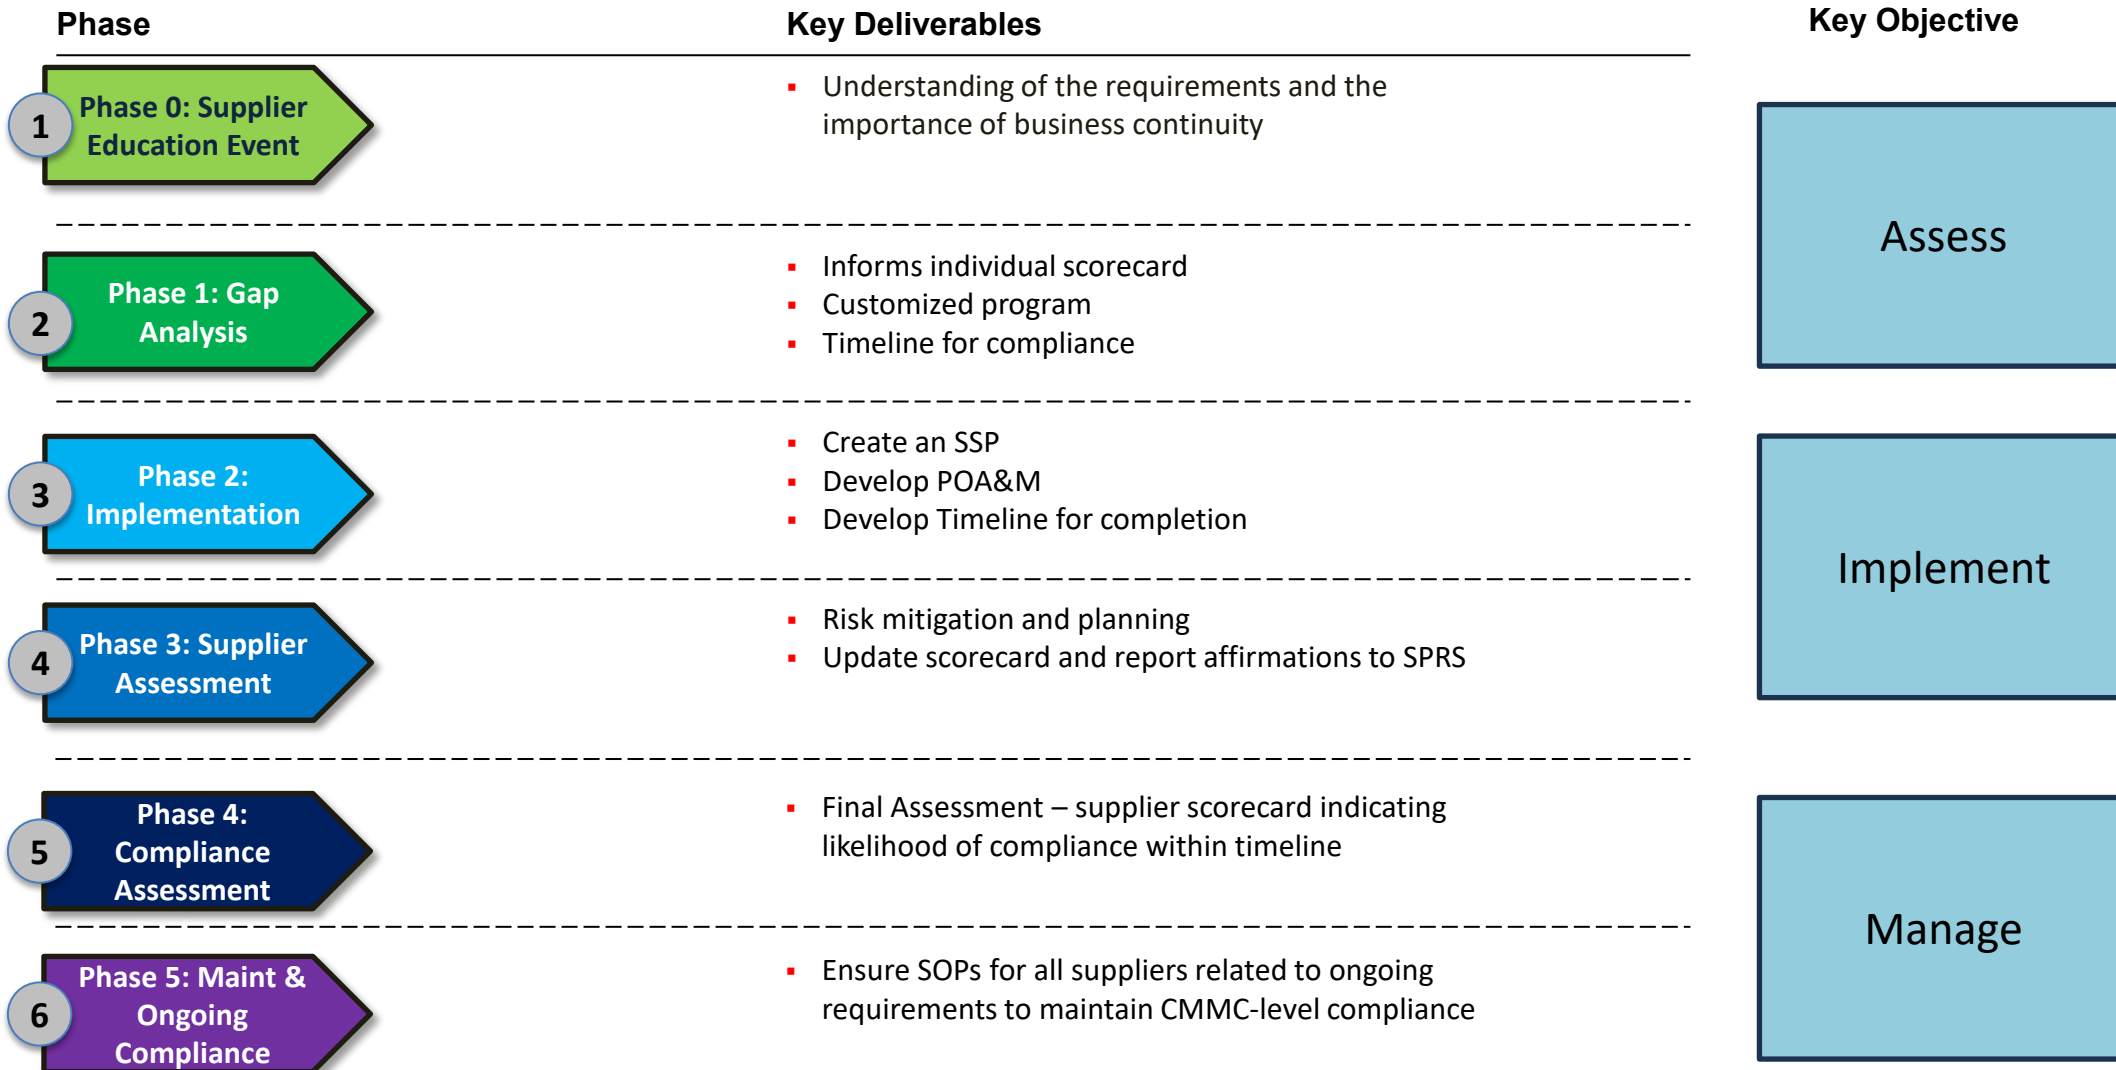 Phase
Key Deliverables
Key Objective
1
Phase 0: Supplier
Education Event
▪ Understanding of the requirements and the
importance of business continuity
Assess
2
Phase 1: Gap
Analysis
▪ Informs individual scorecard
▪ Customized program
▪ Timeline for compliance
3
Phase 2:
Implementation
▪ Create an SSP
▪ Develop POA&M
▪ Develop Timeline for completion
Implement
4
Phase 3: Supplier
Assessment
▪ Risk mitigation and planning
▪ Update scorecard and report affirmations to SPRS
5
Phase 4:
Compliance
Assessment
▪ Final Assessment – supplier scorecard indicating
likelihood of compliance within timeline
Manage
6
Phase 5: Maint &
Ongoing
Compliance
▪ Ensure SOPs for all suppliers related to ongoing
requirements to maintain CMMC-level compliance